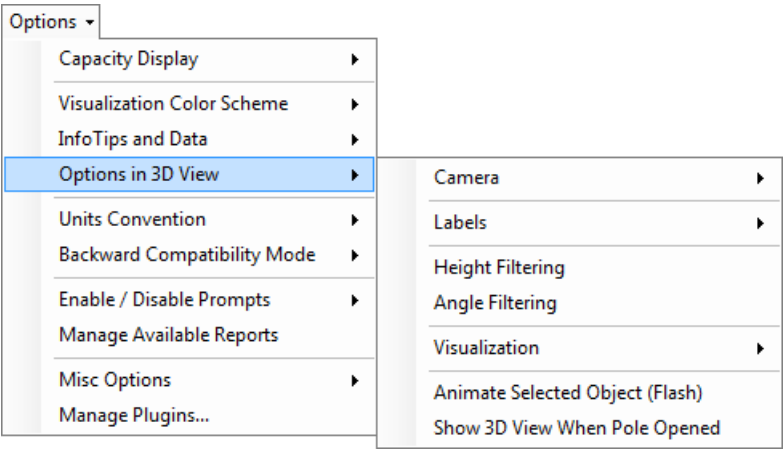 Options
Capacity Display
Visualization Color Scheme
InfoTips and Data
Options in 3D View
Units Convention
Backward Compatibility Mode
Enable / Disable Prompts
Manage Available Reports
Misc Options
Manage Plugins...
Camera
Labels
Height Filtering
Angle Filtering
Visualization
Animate Selected Object (Flash)
Show 3D View When Pole Opened